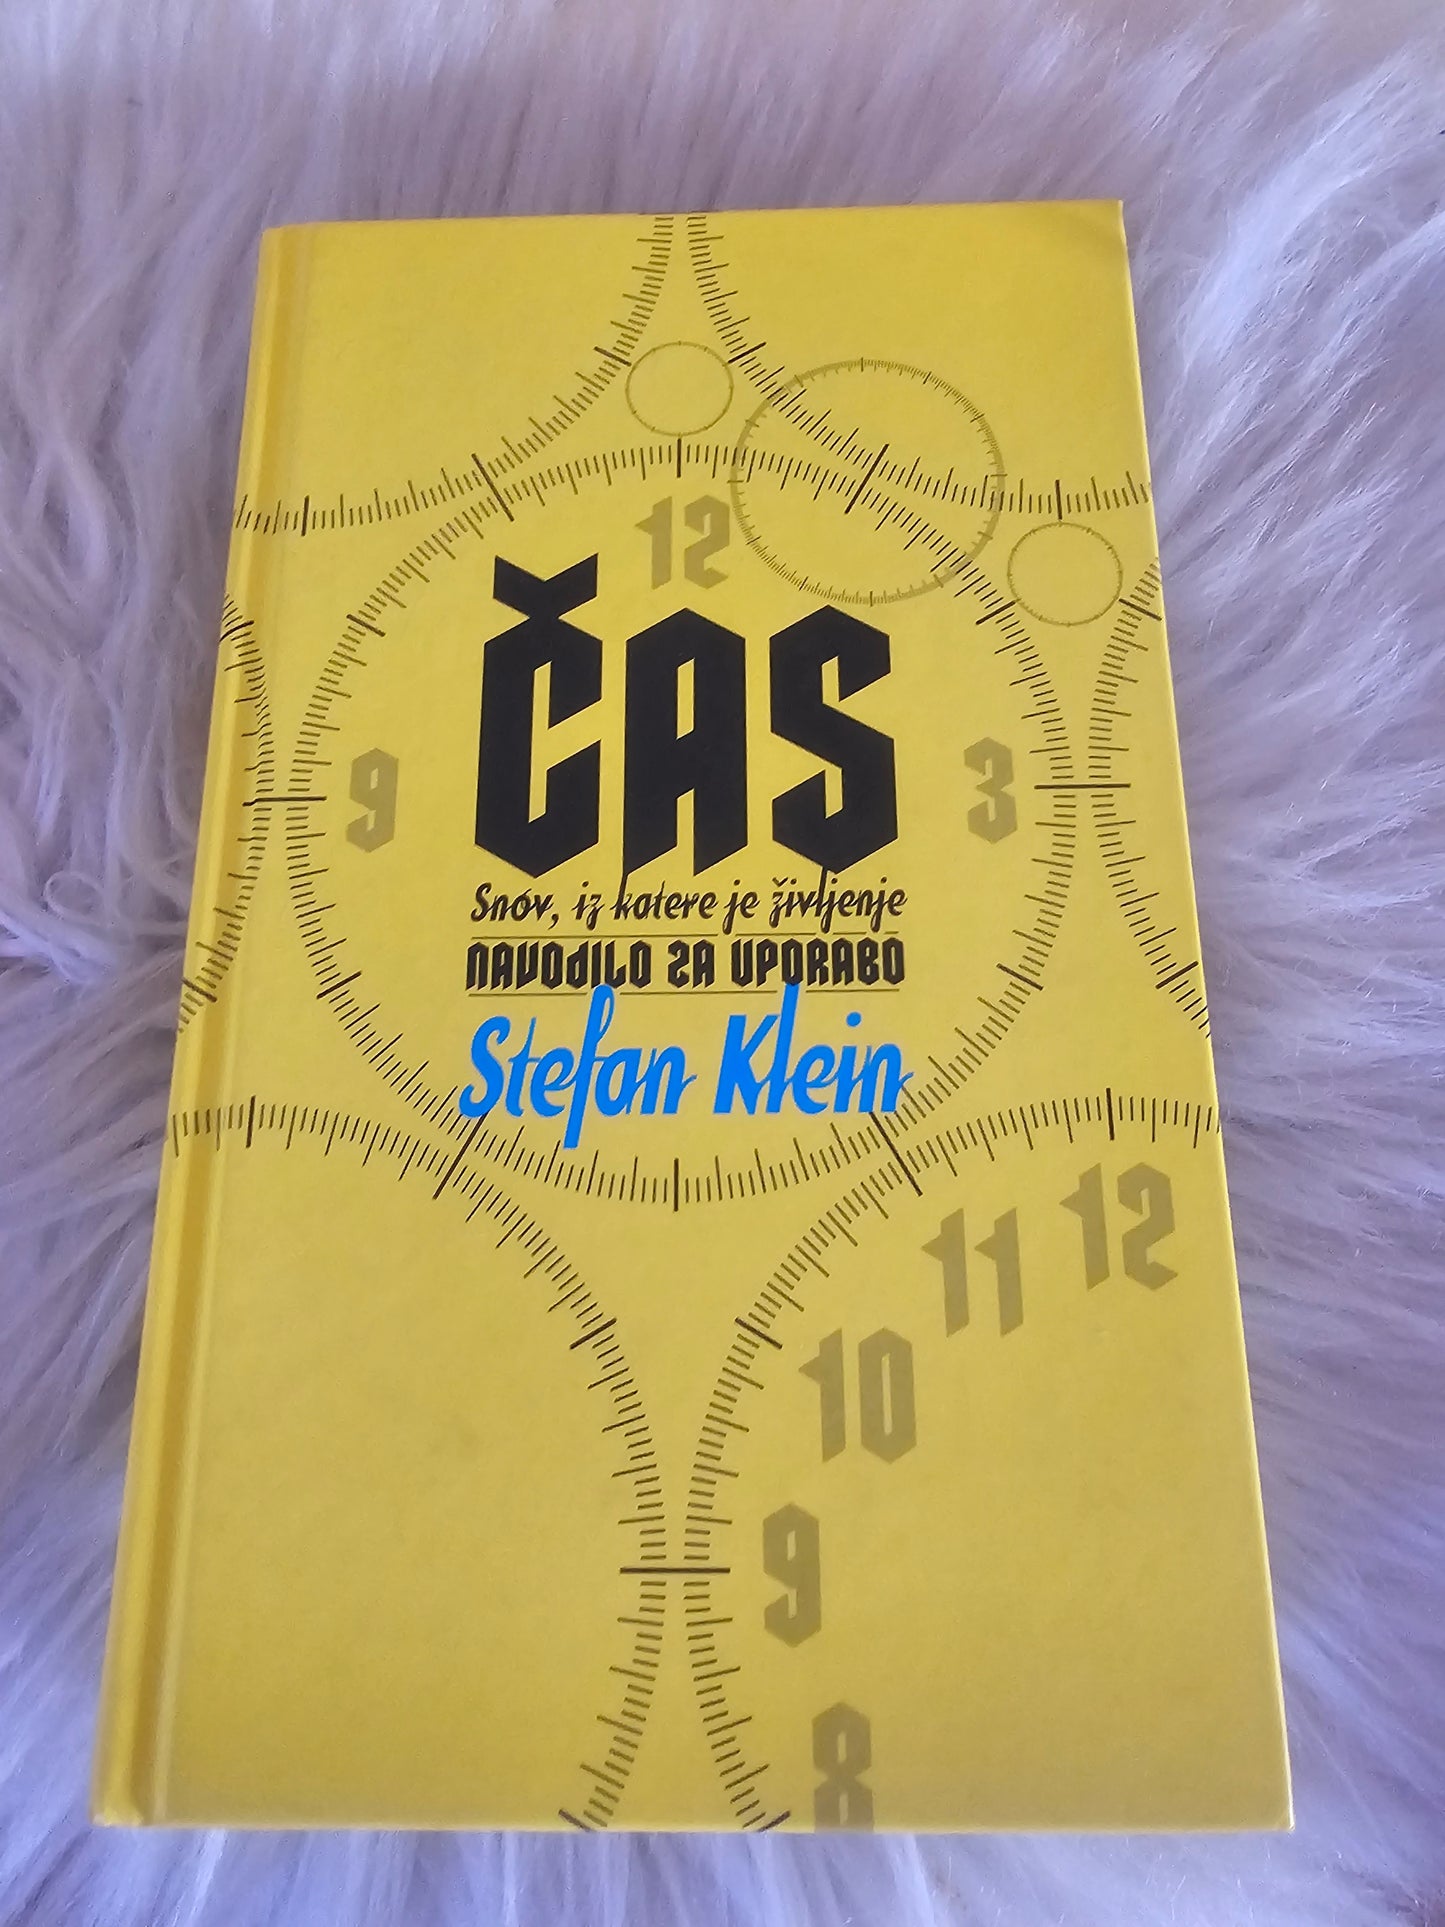 12
ČAS
9
3
Snov, iz katere je življenje
NAVODILO ZA UPORABO
Stefan Klein
12
11
10
9
8